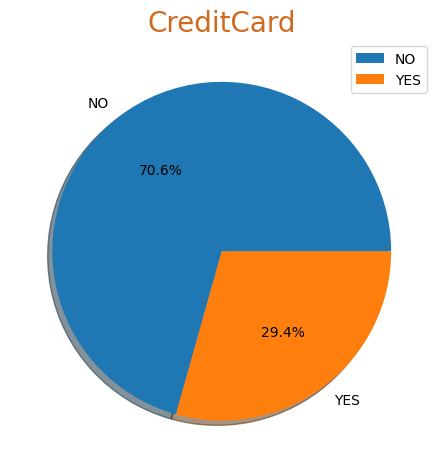 CreditCard
NO
YES
NO
70.6%
29.4%
YES